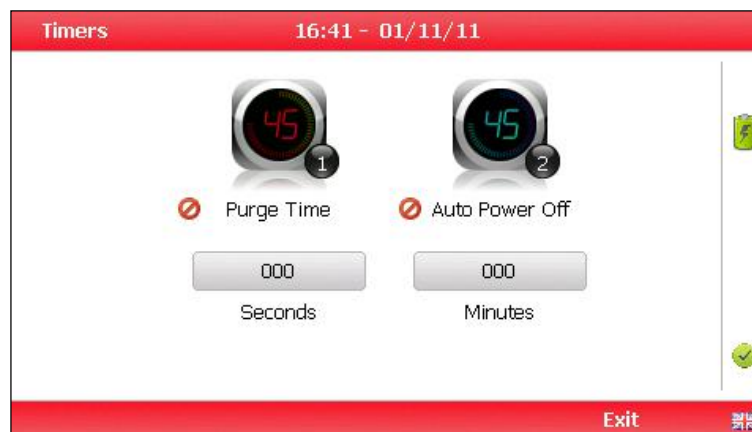 Timers 16:41 - 01/11/11
45 45
1 2
Purge Time Auto Power Off
000 000
Seconds Minutes
Exit